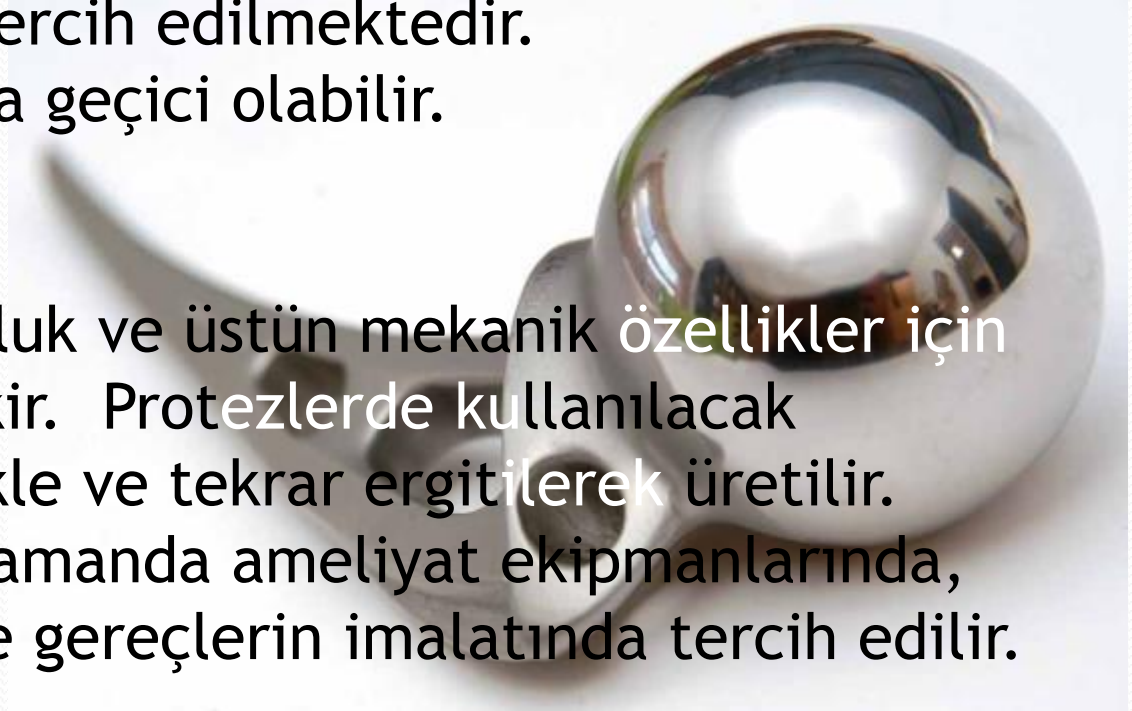 ercih edilmektedir.
a geçici olabilir.
luk ve üstün mekanik özellikler için
kir. Protezlerde kullanılacak
kle ve tekrar ergitilerek üretilir.
amanda ameliyat ekipmanlarında,
e gereçlerin imalatında tercih edilir.